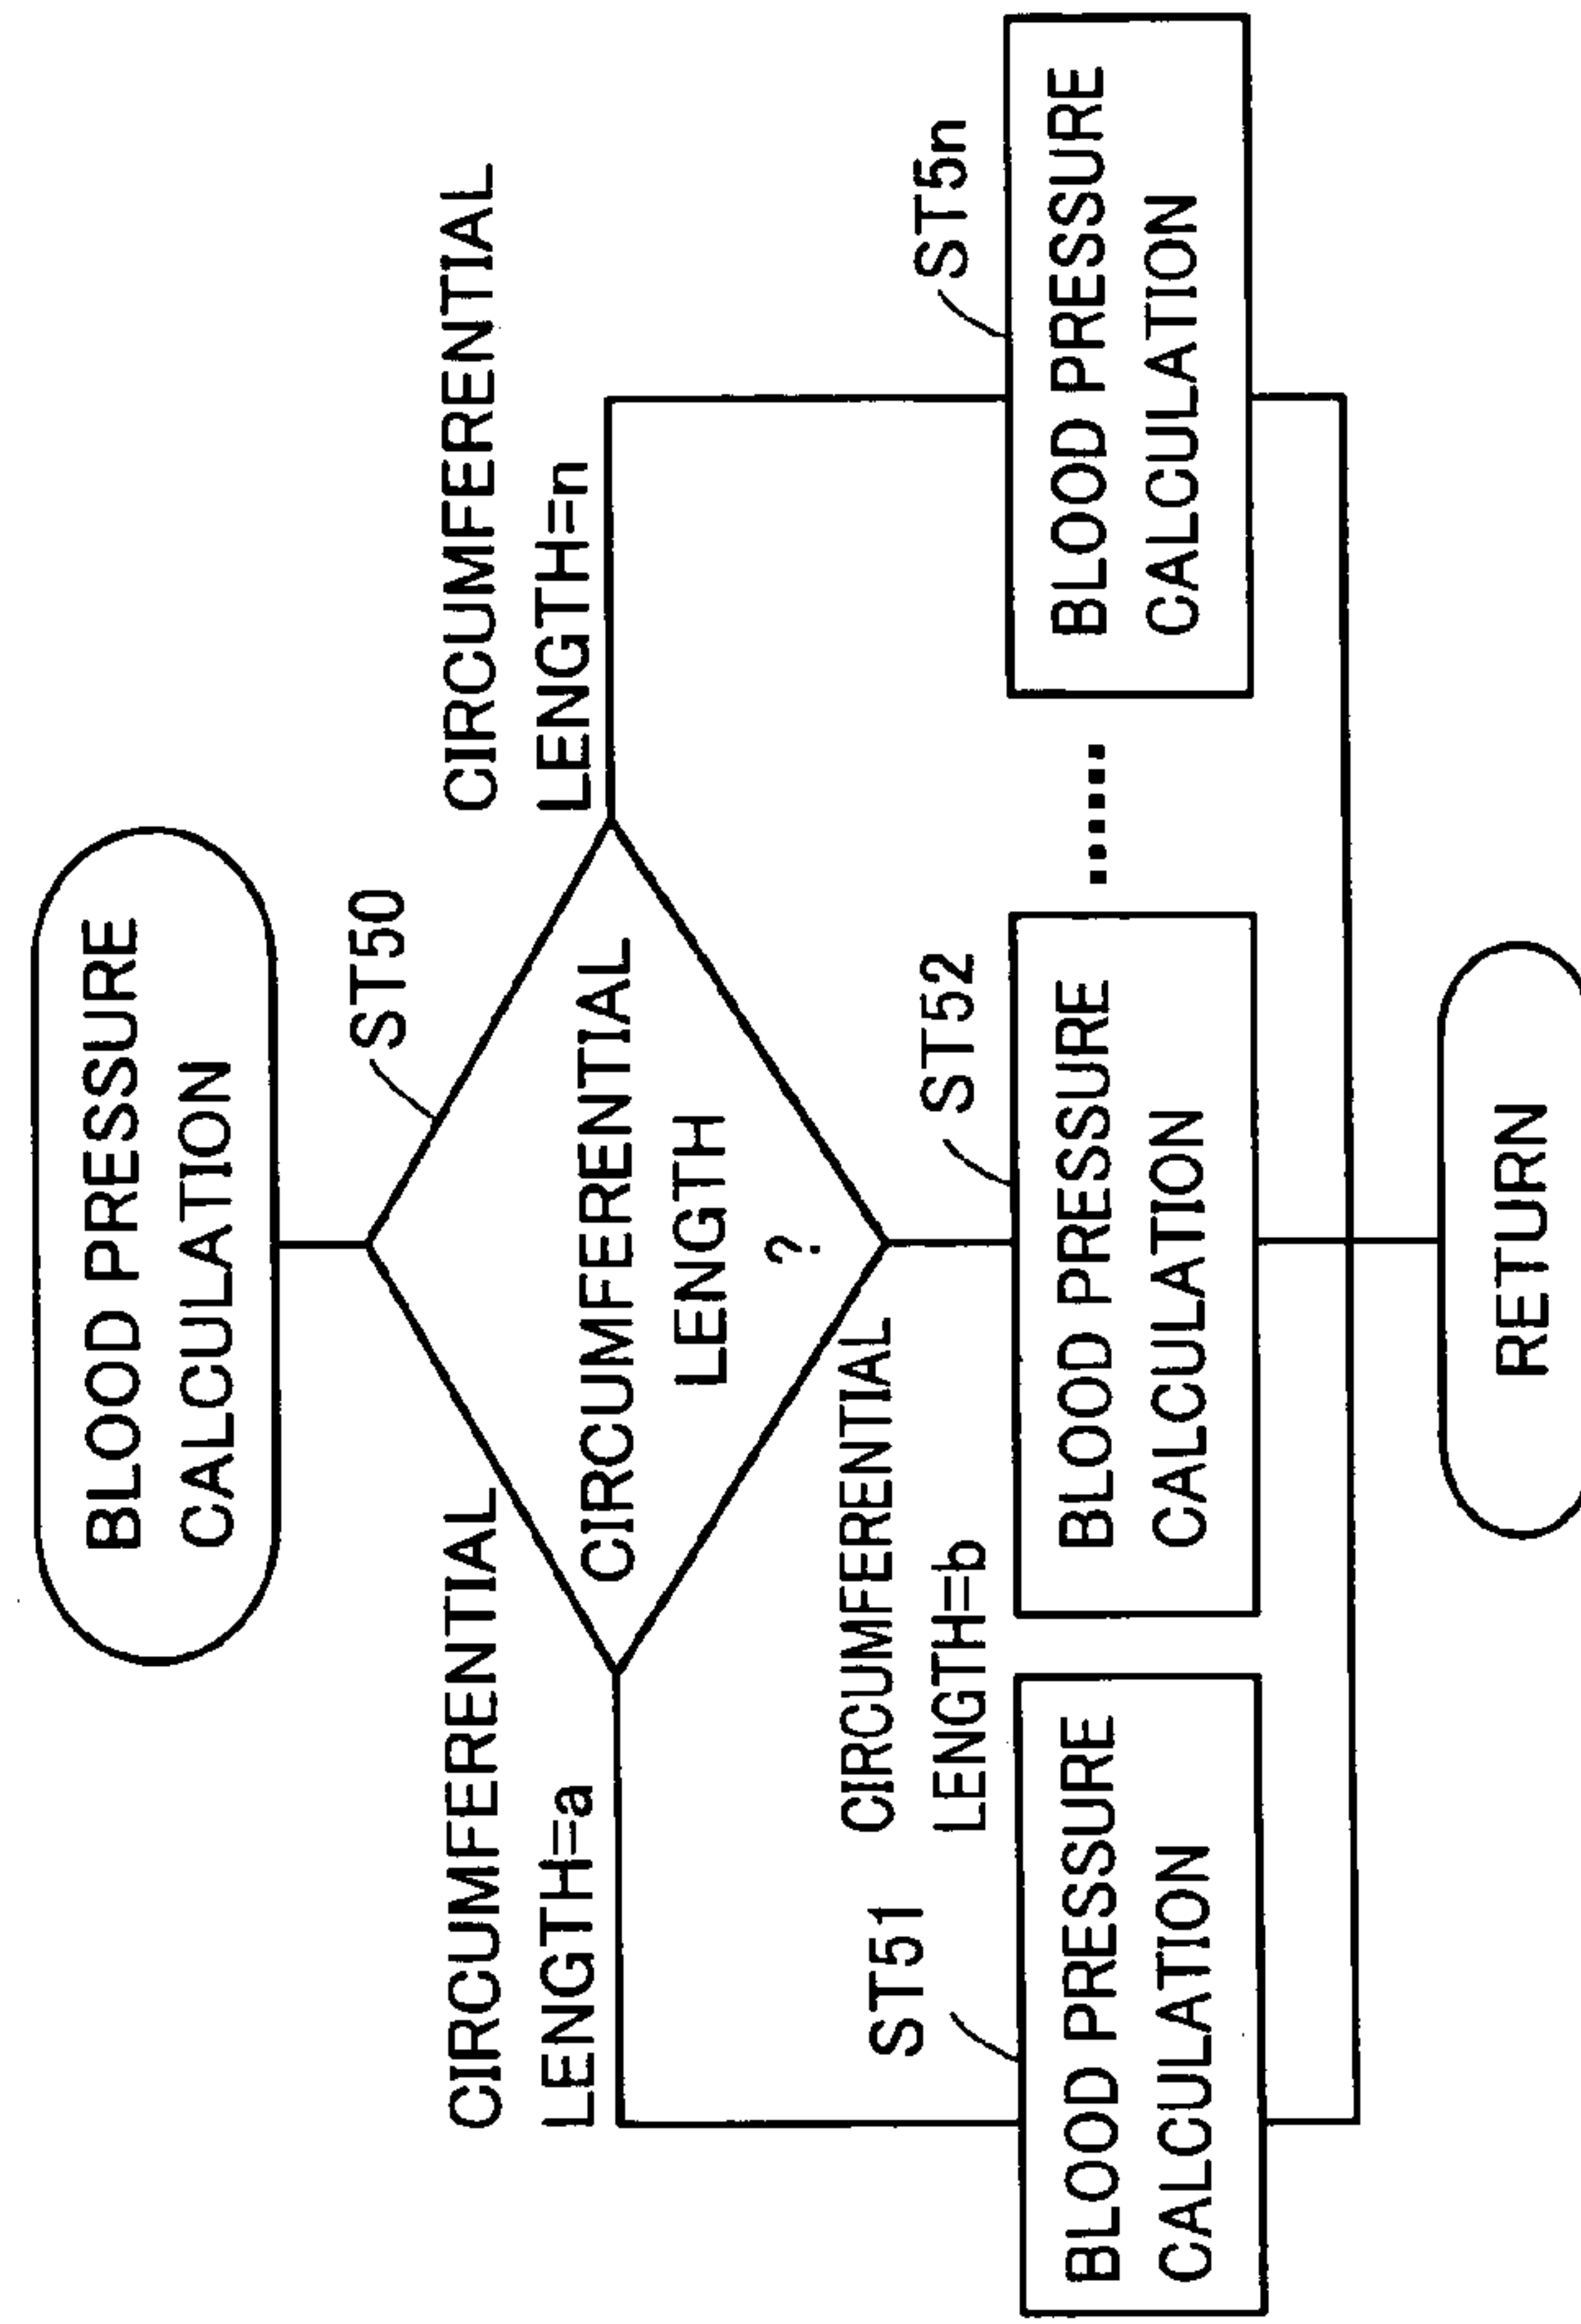 BLOOD PRESSURE
CALCULATION
ST50
CIRCUMFERENTIAL
LENGTH
?
CIRCUMFERENTIAL
LENGTH=a
CIRCUMFERENTIAL
LENGTH=n
CIRCUMFERENTIAL
LENGTH=b
ST51
BLOOD PRESSURE
CALCULATION
ST52
BLOOD PRESSURE
CALCULATION
......
ST5n
BLOOD PRESSURE
CALCULATION
RETURN